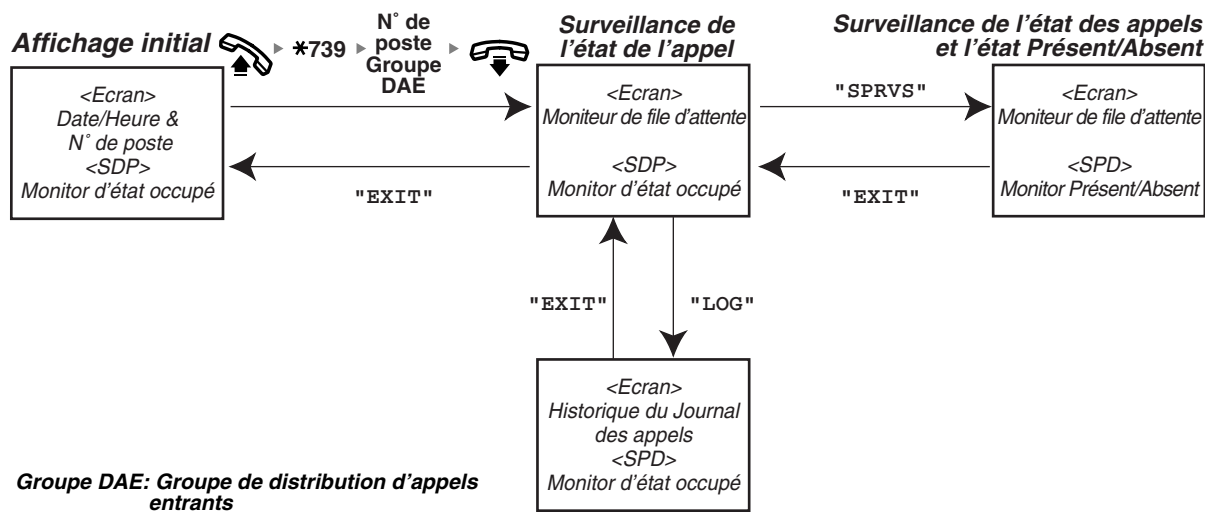 Affichage initial
*739
N° de
poste
Groupe
DAE
Surveillance de
l'état de l'appel
Surveillance de l'état des appels
et l'état Présent/Absent
<Ecran>
Date/Heure &
N° de poste
<SDP>
Monitor d'état occupé
"EXIT"
<Ecran>
Moniteur de file d'attente
<SDP>
Monitor d'état occupé
"SPRVS"
"EXIT"
<Ecran>
Moniteur de file d'attente
<SPD>
Monitor Présent/Absent
"EXIT"
"LOG"
<Ecran>
Historique du Journal
des appels
<SPD>
Monitor d'état occupé
Groupe DAE: Groupe de distribution d'appels
entrants